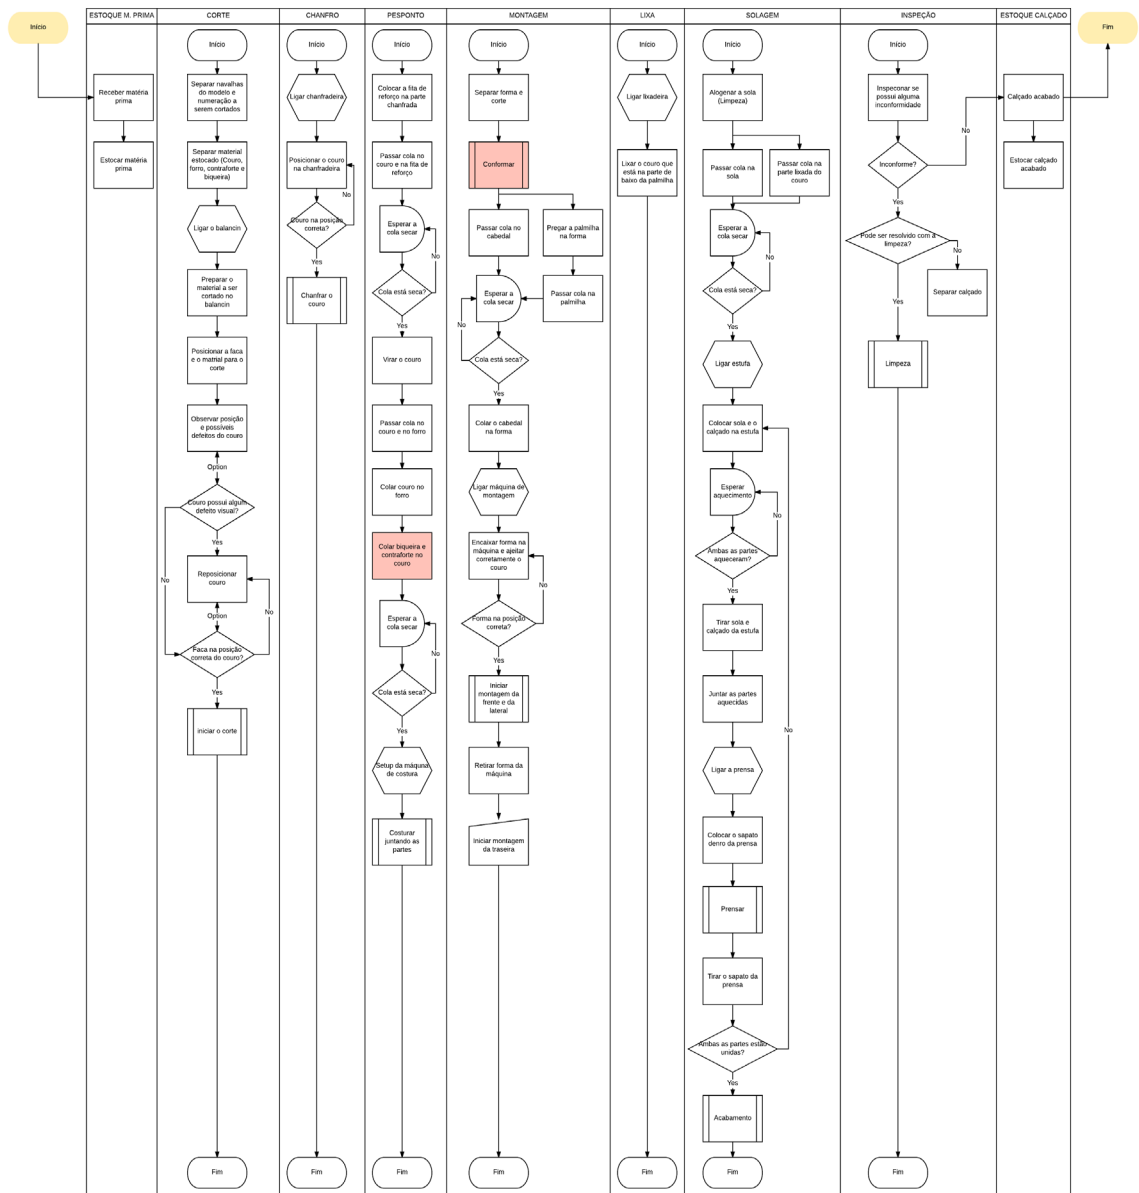 Início
ESTOQUE M. PRIMA
Receber matéria
prima
Estocar matéria
prima
CORTE
Início
Separar navalhas
do modelo e
numeração a
serem cortados
Separar material
estocado (Couro,
forro, contraforte e
biqueira)
Ligar o balancin
Preparar o
material a ser
cortado no
balancin
Posicionar a faca
e o matrial para o
corte
Observar posição
e possíveis
defeitos do couro
Option
Couro possui algum
defeito visual?
Yes
No
Reposicionar
couro
Option
No
Faca na posição
correta do couro?
Yes
iniciar o corte
Fim
CHANFRO
Início
Ligar chanfradeira
Posicionar o couro
na chanfradeira
No
Couro na posição
correta?
Yes
Chanfrar o
couro
Fim
PESPONTO
Início
Colocar a fita de
reforço na parte
chanfrada
Passar cola no
couro e na fita de
reforço
Esperar a
cola secar
No
Cola está seca?
Yes
Virar o couro
Passar cola no
couro e no forro
Colar couro no
forro
Colar biqueira e
contraforte no
couro
Esperar a
cola secar
No
Cola está seca?
Yes
Setup da máquna
de costura
Costurar
juntando as
partes
Fim
MONTAGEM
Início
Separar forma e
corte
Conformar
Passar cola no
cabedal
Pregar a palmilha
na forma
Esperar a
cola secar
Passar cola na
palmilha
No
Cola está seca?
Yes
Colar o cabedal
na forma
Ligar máquina de
montagem
Encaixar forma na
máquina e ajeitar
corretamente o
couro
No
Forma na posição
correta?
Yes
Iniciar
montagem da
frente e da
lateral
Retirar forma da
máquina
Iniciar montagem
da traseira
Fim
LIXA
Início
Ligar lixadeira
Lixar o couro que
está na parte de
baixo da palmilha
Fim
SOLAGEM
Início
Alogenar a sola
(Limpeza)
Passar cola na
sola
Passar cola na
parte lixada do
couro
Esperar a
cola secar
No
Cola está seca?
Yes
Ligar estufa
Colocar sola e o
calçado na estufa
Esperar
aquecimento
No
Ambas as partes
aqueceram?
Yes
Tirar sola e
calçado da estufa
Juntar as partes
aquecidas
No
Ligar a prensa
Colocar o sapato
denro da prensa
Prensar
Tirar o sapato da
prensa
Ambas as partes estão
unidas?
Yes
Acabamento
Fim
INSPEÇÃO
Início
Inspeconar se
possui alguma
inconformidade
No
Inconforme?
Yes
Pode ser resolvido com a
limpeza?
No
Separar calçado
Yes
Limpeza
Fim
ESTOQUE CALÇADO
Calçado acabado
Estocar calçado
acabado
Fim